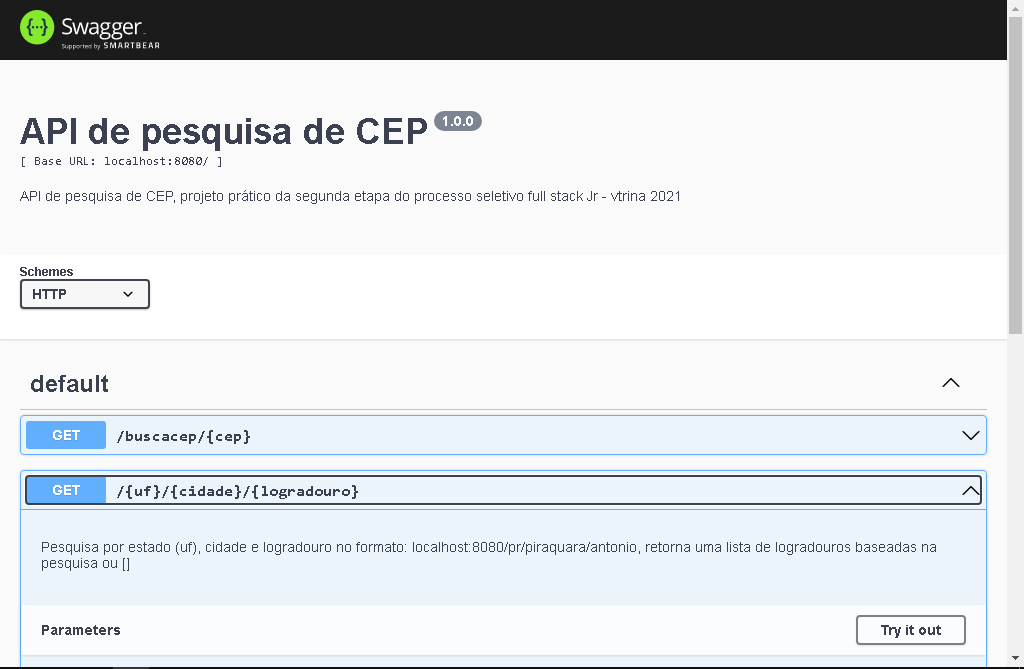 {···} Swagger
Supported by SMARTBEAR
API de pesquisa de CEP 1.0.0
[ Base URL: localhost:8080/ ]
API de pesquisa de CEP, projeto prático da segunda etapa do processo seletivo full stack Jr - vtrina 2021
Schemes
HTTP
default
GET /buscacep/{cep}
GET /{uf}/{cidade}/{logradouro}
Pesquisa por estado (uf), cidade e logradouro no formato: localhost:8080/pr/piraquara/antonio, retorna uma lista de logradouros baseadas na
pesquisa ou []
Parameters
Try it out